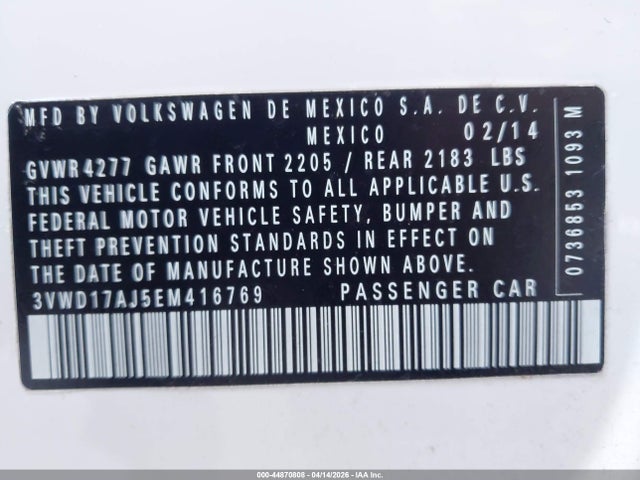 MFD BY VOLKSWAGEN DE MEXICO S.A. DE C.V.
MEXICO 02/14
GVWR 4277 GAWR FRONT 2205 / REAR 2183 LBS
THIS VEHICLE CONFORMS TO ALL APPLICABLE U.S.
FEDERAL MOTOR VEHICLE SAFETY, BUMPER AND
THEFT PREVENTION STANDARDS IN EFFECT ON
THE DATE OF MANUFACTURE SHOWN ABOVE.
3VWD17AJ5EM416769 PASSENGER CAR
0736853 1093 M
000-44870808 - 04/14/2026 - IAA Inc.